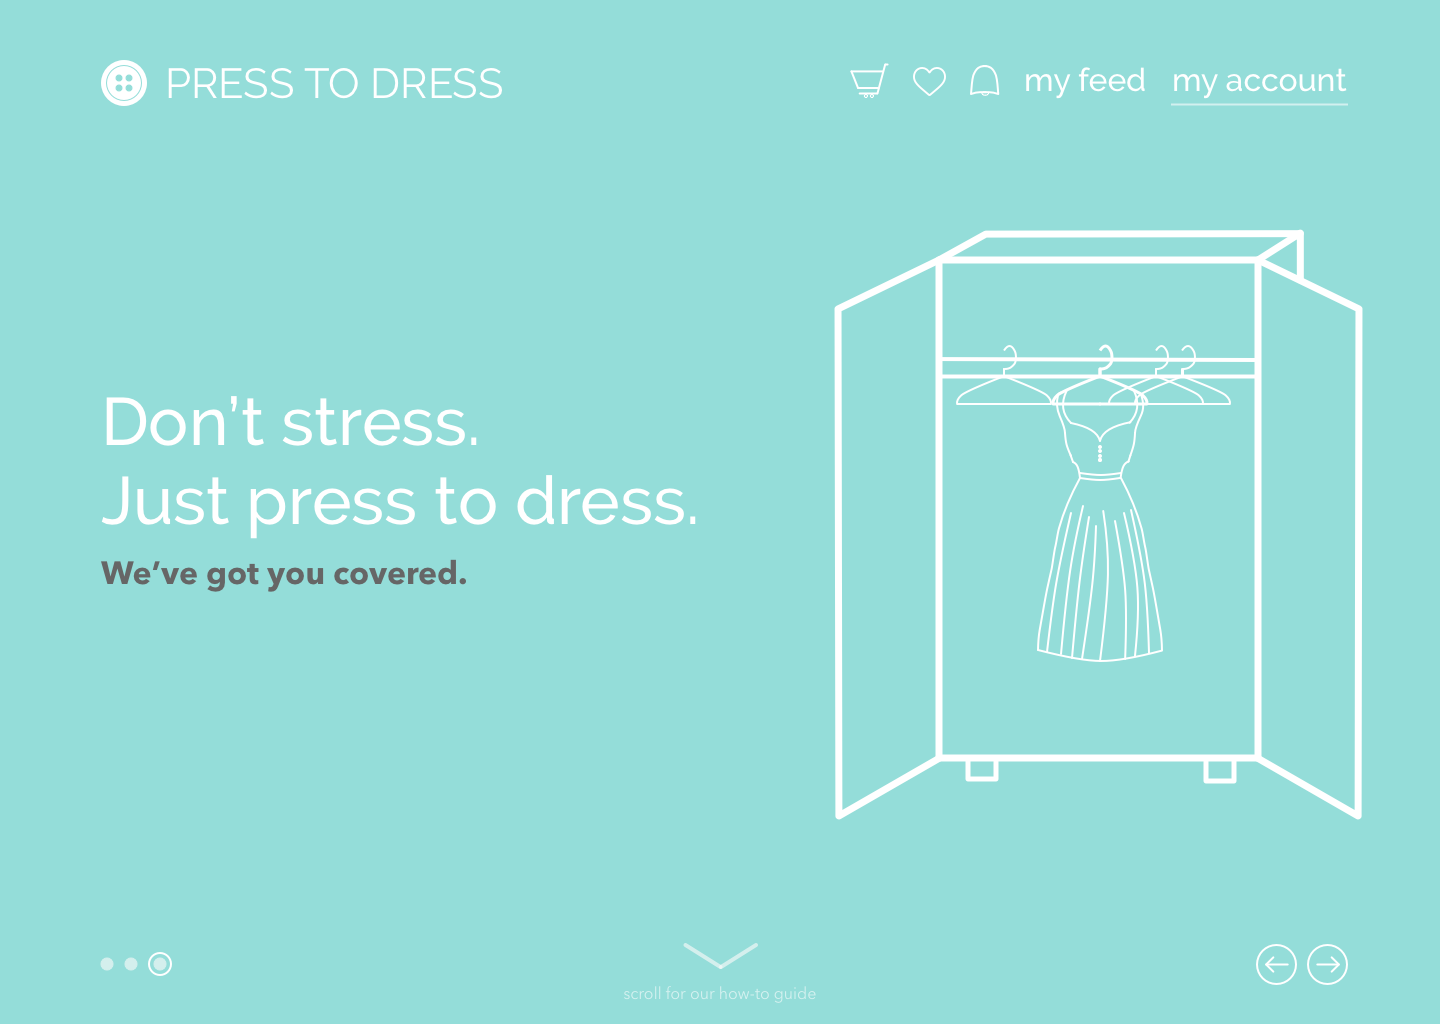 PRESS TO DRESS
my feed
my account
Don’t stress.
Just press to dress.
We’ve got you covered.
scroll for our how-to guide